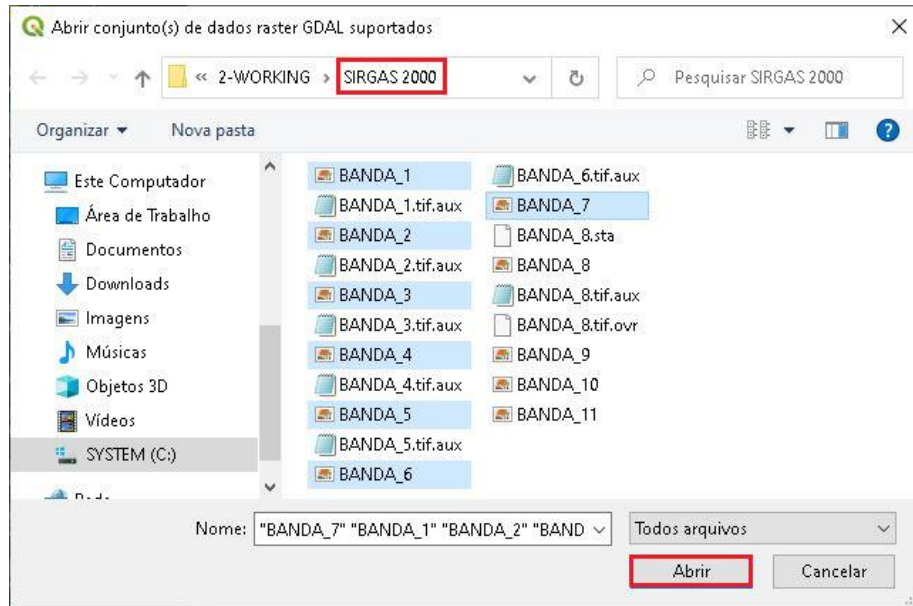 Abrir conjunto(s) de dados raster GDAL suportados
« 2-WORKING › SIRGAS 2000
Pesquisar SIRGAS 2000
Organizar
Nova pasta
Este Computador
Área de Trabalho
Documentos
Downloads
Imagens
Músicas
Objetos 3D
Vídeos
SYSTEM (C:)
BANDA_1
BANDA_1.tif.aux
BANDA_2
BANDA_2.tif.aux
BANDA_3
BANDA_3.tif.aux
BANDA_4
BANDA_4.tif.aux
BANDA_5
BANDA_5.tif.aux
BANDA_6
BANDA_6.tif.aux
BANDA_7
BANDA_8.sta
BANDA_8
BANDA_8.tif.aux
BANDA_8.tif.ovr
BANDA_9
BANDA_10
BANDA_11
Nome: "BANDA_7" "BANDA_1" "BANDA_2" "BAND
Todos arquivos
Abrir
Cancelar